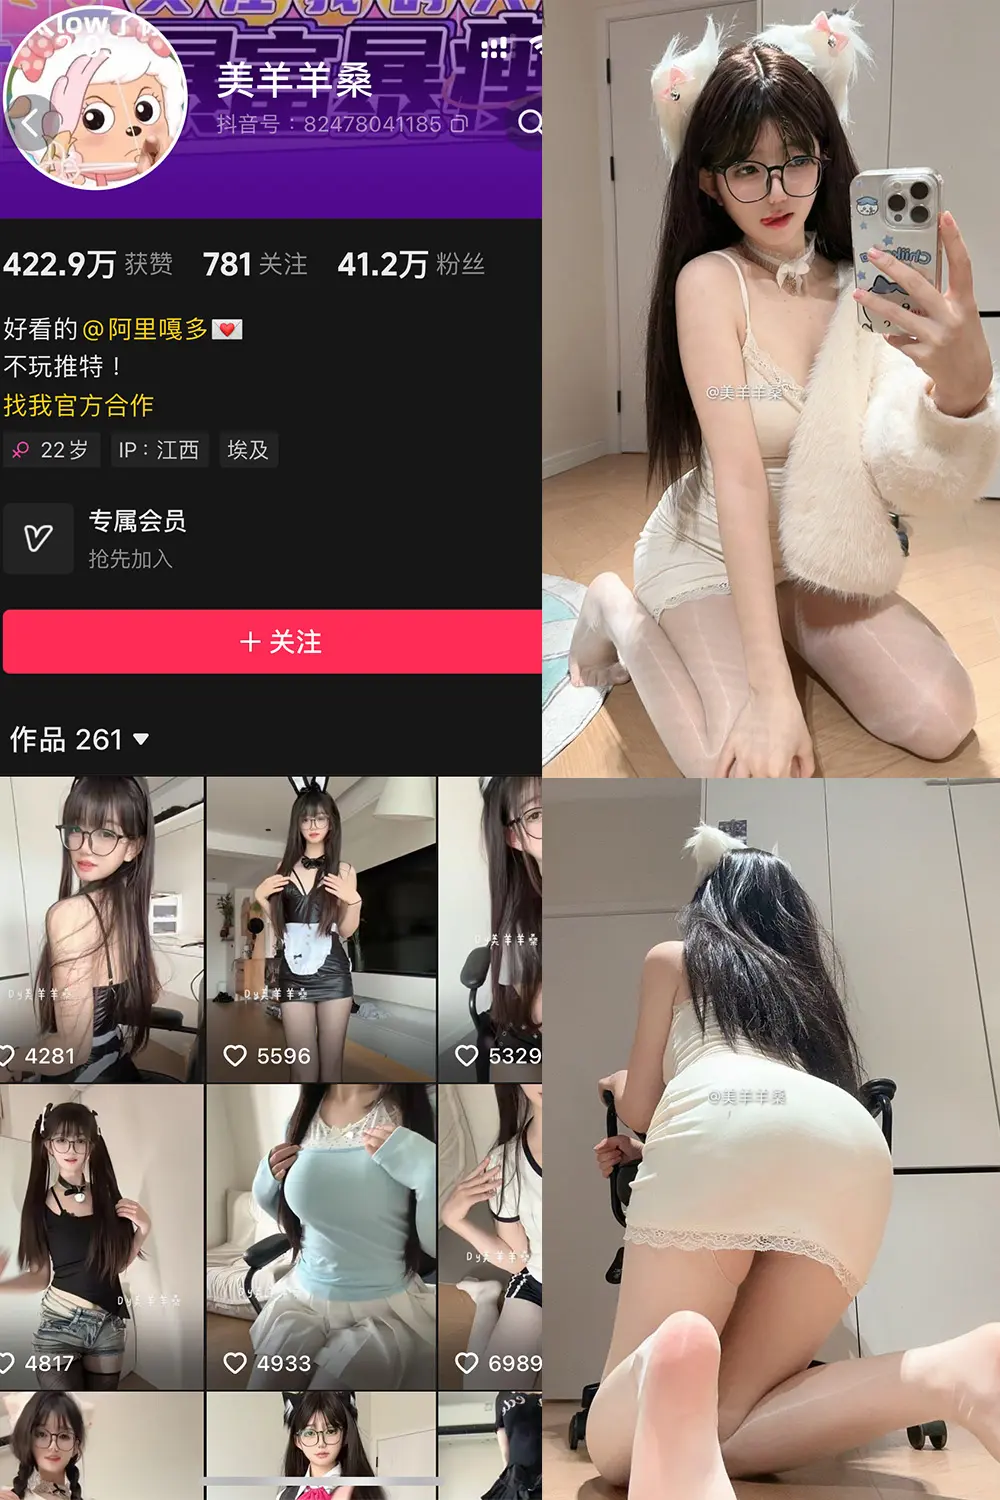 low了
美羊羊桑
抖音号：82478041185
422.9万 获赞 781 关注 41.2万 粉丝
好看的@阿里嘎多💌
不玩推特！
找我官方合作
22岁 IP：江西 埃及
专属会员
抢先加入
＋ 关注
作品 261
Dy美羊羊桑
Dy美羊羊桑
Dy美羊羊桑
4281 5596 5329
Dy美羊羊桑
Dy美羊羊桑
4817 4933 6989
@美羊羊桑
@美羊羊桑